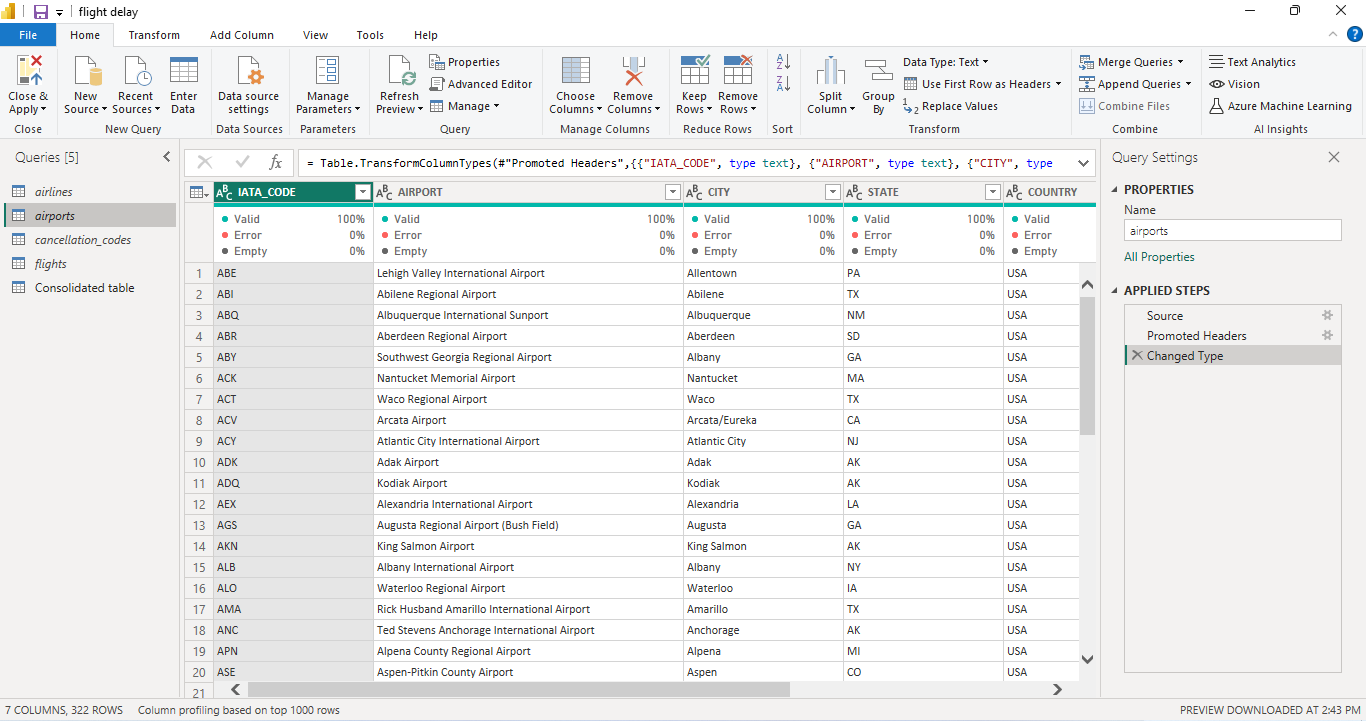 flight delay
File Home Transform Add Column View Tools Help
Close & Apply
New Source
Recent Sources
Enter Data
Data source settings
Manage Parameters
Refresh Preview
Properties
Advanced Editor
Manage
Choose Columns
Remove Columns
Keep Rows
Remove Rows
Split Column
Group By
Data Type: Text
Use First Row as Headers
Replace Values
Merge Queries
Append Queries
Combine Files
Text Analytics
Vision
Azure Machine Learning
Close New Query Data Sources Parameters Query Manage Columns Reduce Rows Sort Transform Combine AI Insights
Queries [5]
airlines
airports
cancellation_codes
flights
Consolidated table
= Table.TransformColumnTypes(#"Promoted Headers",{{"IATA_CODE", type text}, {"AIRPORT", type text}, {"CITY", type
IATA_CODE AIRPORT CITY STATE COUNTRY
Valid 100% Valid 100% Valid 100% Valid 100% Valid
Error 0% Error 0% Error 0% Error 0% Error
Empty 0% Empty 0% Empty 0% Empty 0% Empty
1 ABE Lehigh Valley International Airport Allentown PA USA
2 ABI Abilene Regional Airport Abilene TX USA
3 ABQ Albuquerque International Sunport Albuquerque NM USA
4 ABR Aberdeen Regional Airport Aberdeen SD USA
5 ABY Southwest Georgia Regional Airport Albany GA USA
6 ACK Nantucket Memorial Airport Nantucket MA USA
7 ACT Waco Regional Airport Waco TX USA
8 ACV Arcata Airport Arcata/Eureka CA USA
9 ACY Atlantic City International Airport Atlantic City NJ USA
10 ADK Adak Airport Adak AK USA
11 ADQ Kodiak Airport Kodiak AK USA
12 AEX Alexandria International Airport Alexandria LA USA
13 AGS Augusta Regional Airport (Bush Field) Augusta GA USA
14 AKN King Salmon Airport King Salmon AK USA
15 ALB Albany International Airport Albany NY USA
16 ALO Waterloo Regional Airport Waterloo IA USA
17 AMA Rick Husband Amarillo International Airport Amarillo TX USA
18 ANC Ted Stevens Anchorage International Airport Anchorage AK USA
19 APN Alpena County Regional Airport Alpena MI USA
20 ASE Aspen-Pitkin County Airport Aspen CO USA
21
Query Settings
PROPERTIES
Name
airports
All Properties
APPLIED STEPS
Source
Promoted Headers
Changed Type
7 COLUMNS, 322 ROWS Column profiling based on top 1000 rows PREVIEW DOWNLOADED AT 2:43 PM